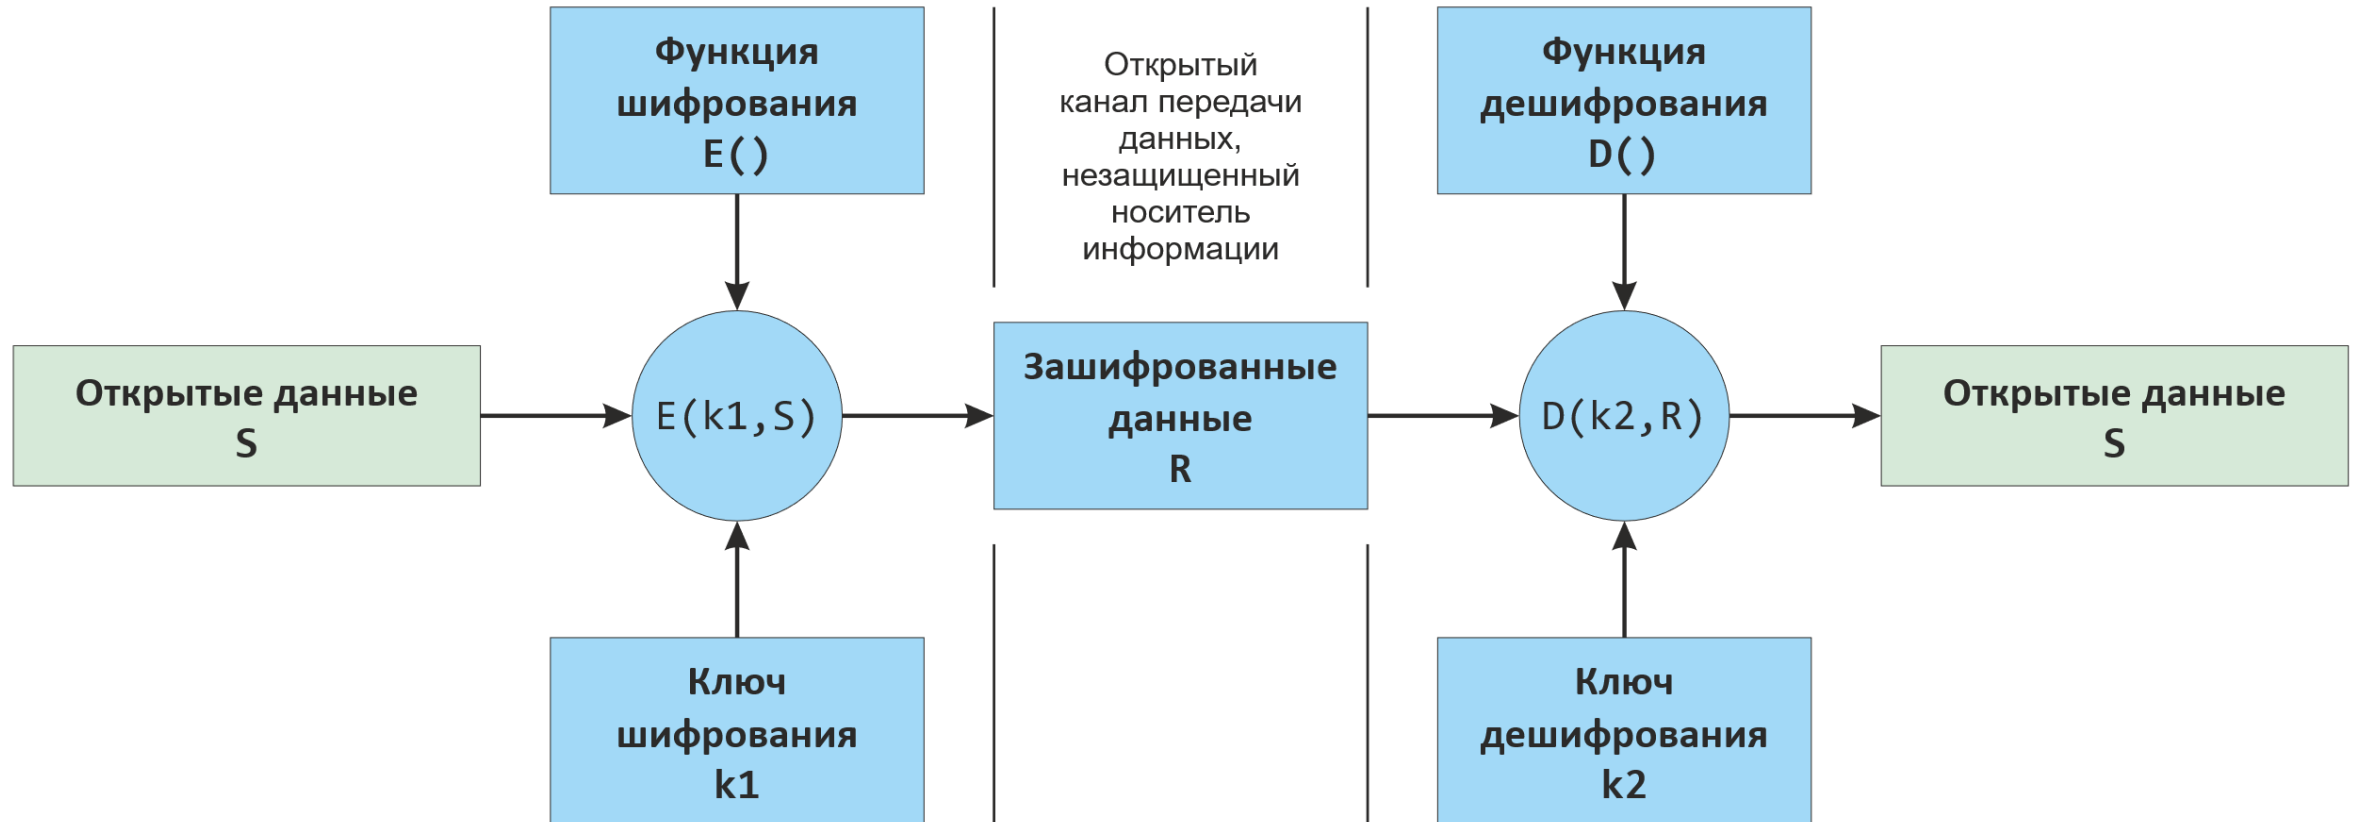 Функция
шифрования
E()
Открытый
канал передачи
данных,
незащищенный
носитель
информации
Функция
дешифрования
D()
Открытые данные
S
E(k1,S)
Зашифрованные
данные
R
D(k2,R)
Открытые данные
S
Ключ
шифрования
k1
Ключ
дешифрования
k2